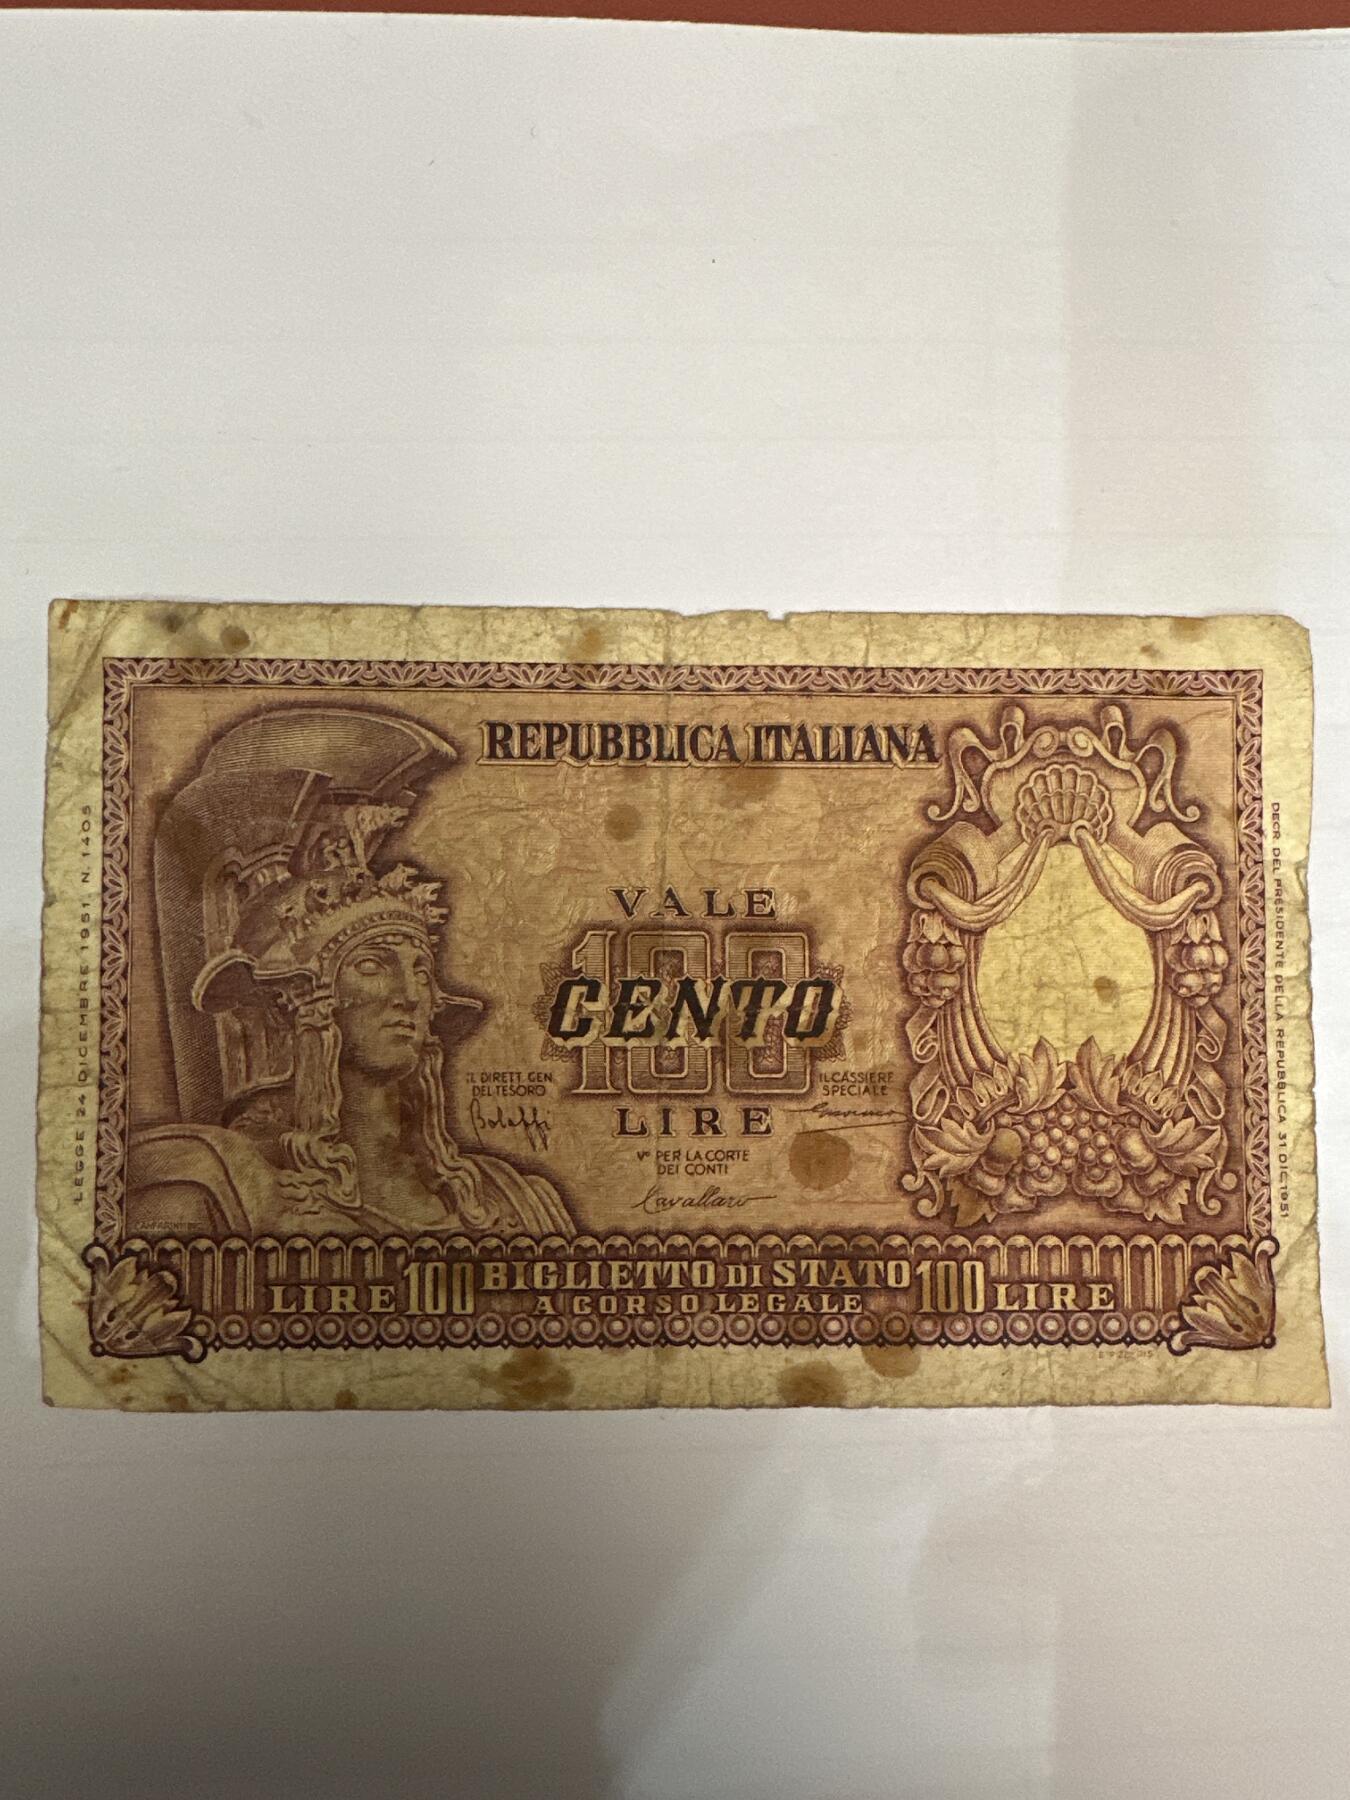 REPUBBLICA ITALIANA
VALE
100
CENTO
LIRE
IL DIRETT. GEN.
DEL TESORO
Bolaffi
IL CASSIERE
SPECIALE
Vº PER LA CORTE
DEI CONTI
Cavallaro
LIRE 100 BIGLIETTO DI STATO 100 LIRE
A CORSO LEGALE
LEGGE 24 DICEMBRE 1951, N. 1405
DECR. DEL PRESIDENTE DELLA REPUBBLICA 31 DIC. 1951